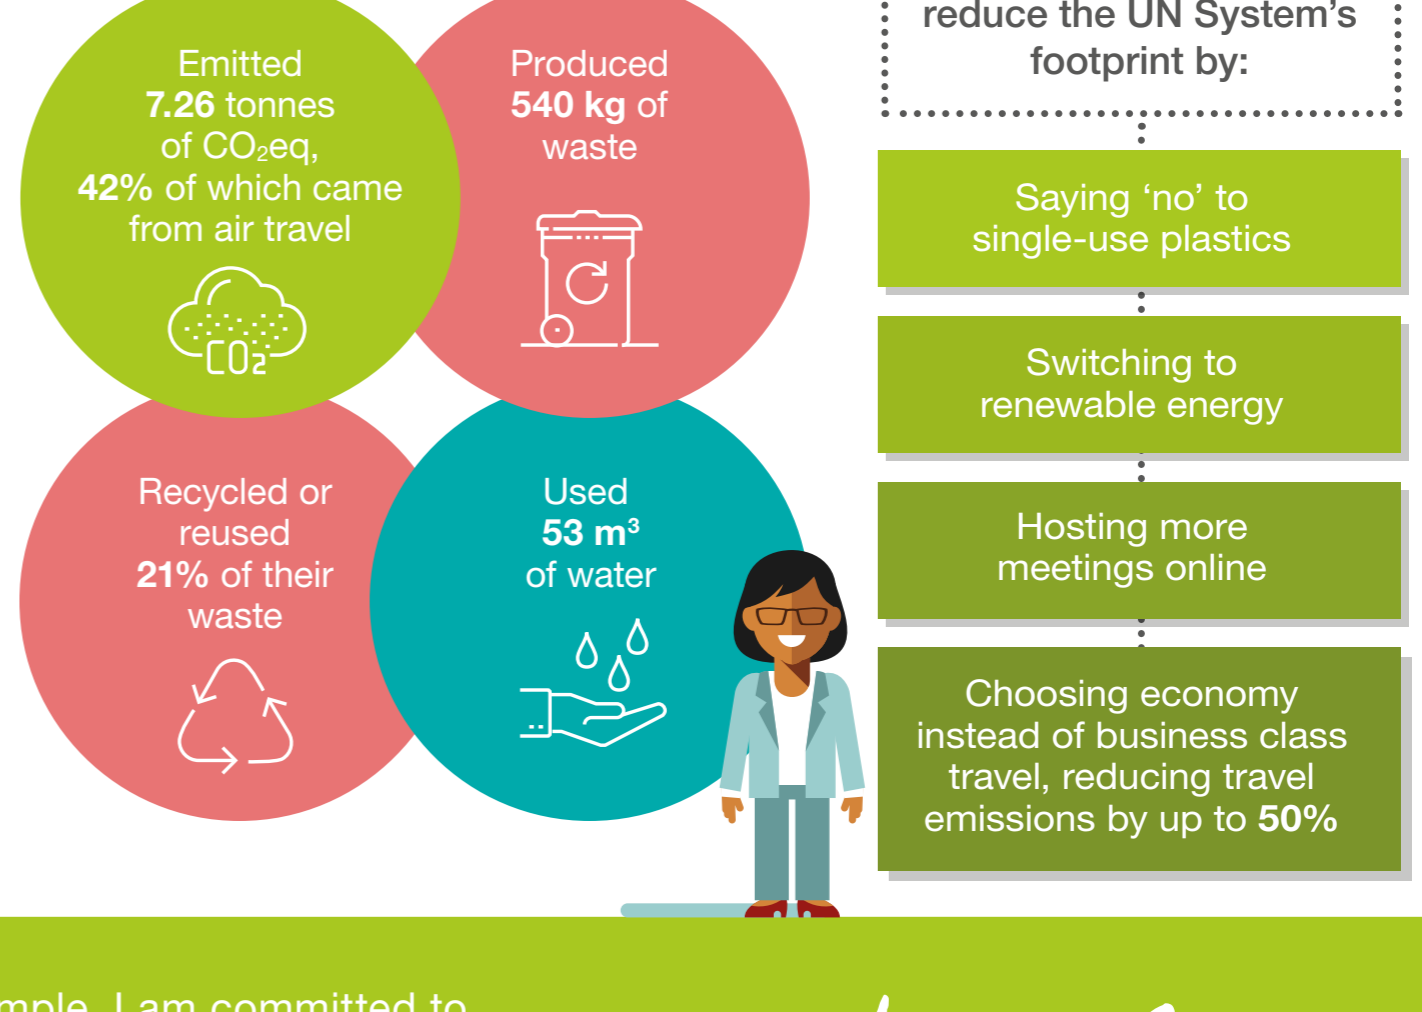 Emitted
7.26 tonnes
of CO₂eq,
42% of which came
from air travel
CO2
Produced
540 kg of
waste
Recycled or
reused
21% of their
waste
Used
53 m³
of water
reduce the UN System’s
footprint by:
Saying ‘no’ to
single-use plastics
Switching to
renewable energy
Hosting more
meetings online
Choosing economy
instead of business class
travel, reducing travel
emissions by up to 50%
I am committed to